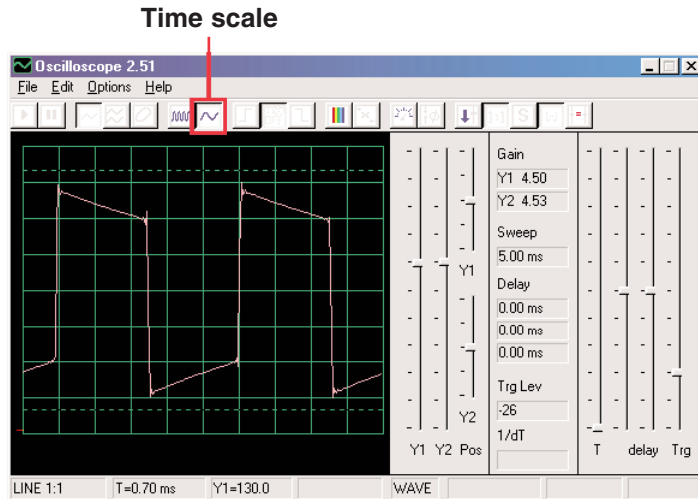 Time scale
Oscilloscope 2.51
File Edit Options Help
Gain
Y1 4.50
Y2 4.53
Sweep
5.00 ms
Delay
0.00 ms
0.00 ms
0.00 ms
Trg Lev
-26
1/dT
Y1
Y2
Y1 Y2 Pos
T delay Trg
LINE 1:1 T=0.70 ms Y1=130.0 WAVE